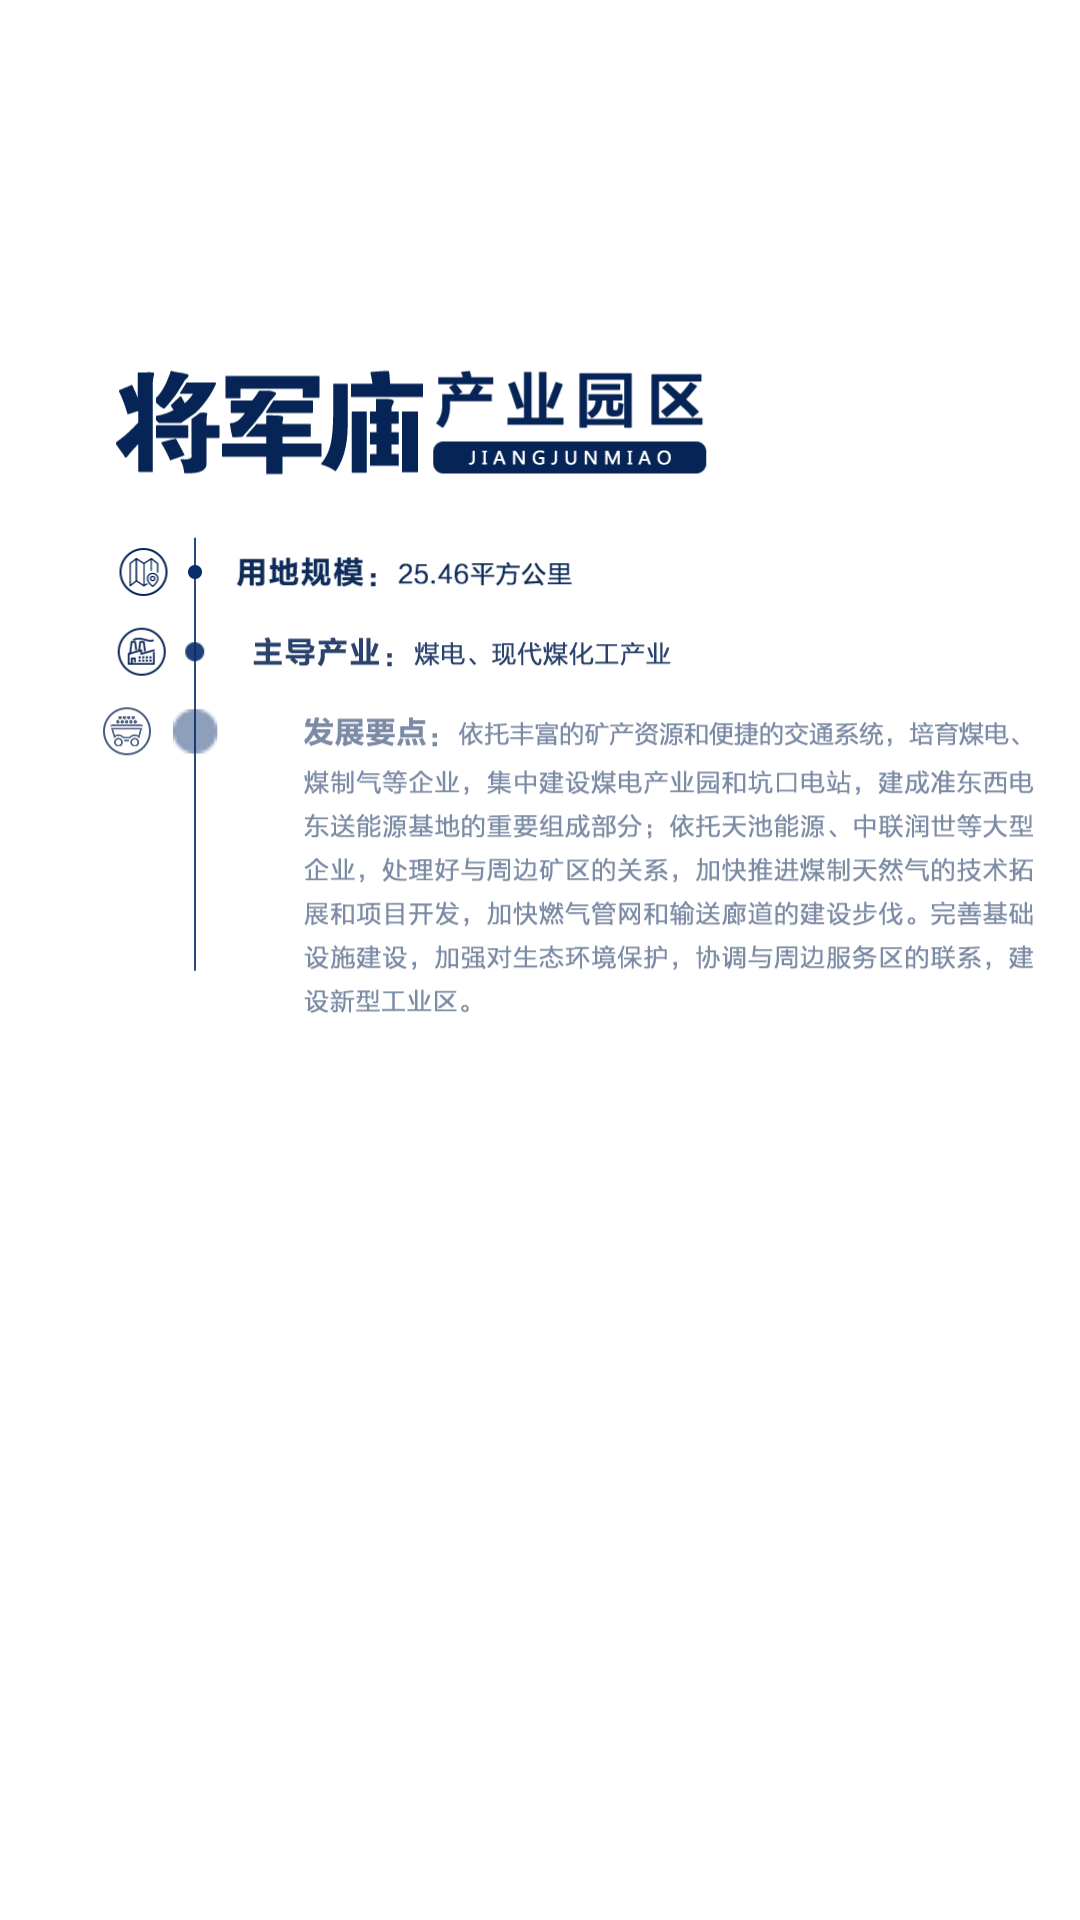 将军庙产业园区
JIANGJUNMIAO
用地规模：25.46平方公里
主导产业：煤电、现代煤化工产业
发展要点：依托丰富的矿产资源和便捷的交通系统，培育煤电、
煤制气等企业，集中建设煤电产业园和坑口电站，建成准东西电
东送能源基地的重要组成部分；依托天池能源、中联润世等大型
企业，处理好与周边矿区的关系，加快推进煤制天然气的技术拓
展和项目开发，加快燃气管网和输送廊道的建设步伐。完善基础
设施建设，加强对生态环境保护，协调与周边服务区的联系，建
设新型工业区。